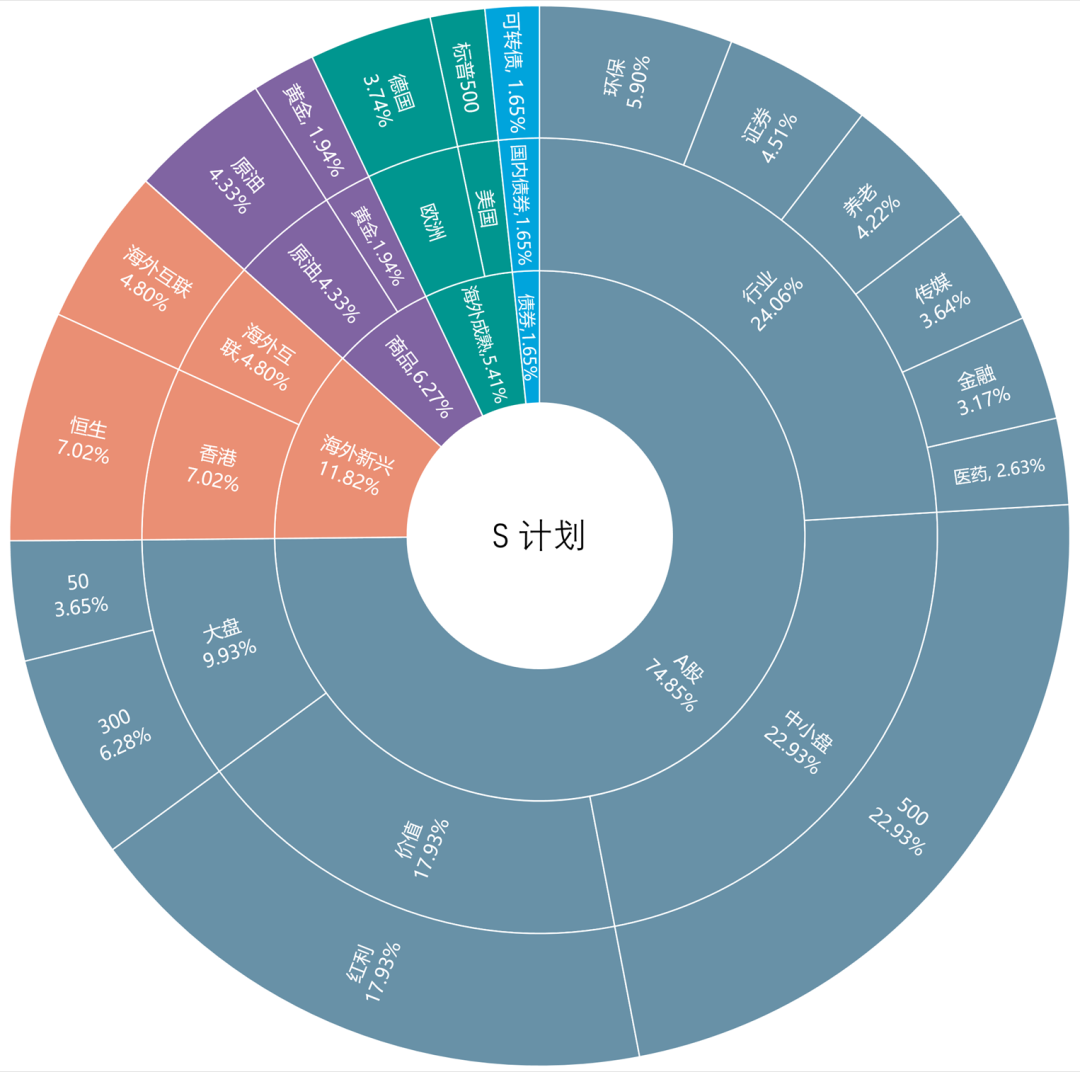 S 计划
A股
74.85%
行业
24.06%
环保
5.90%
证券
4.51%
养老
4.22%
传媒
3.64%
金融
3.17%
医药, 2.63%
中小盘
22.93%
500
22.93%
价值
17.93%
红利
17.93%
大盘
9.93%
300
6.28%
50
3.65%
海外新兴
11.82%
香港
7.02%
恒生
7.02%
海外互
联,4.80%
海外互联
4.80%
商品,6.27%
原油,4.33%
原油
4.33%
黄金,1.94%
黄金, 1.94%
海外成熟,5.41%
欧洲
德国
3.74%
美国
标普500
债券,1.65%
国内债券,1.65%
可转债, 1.65%